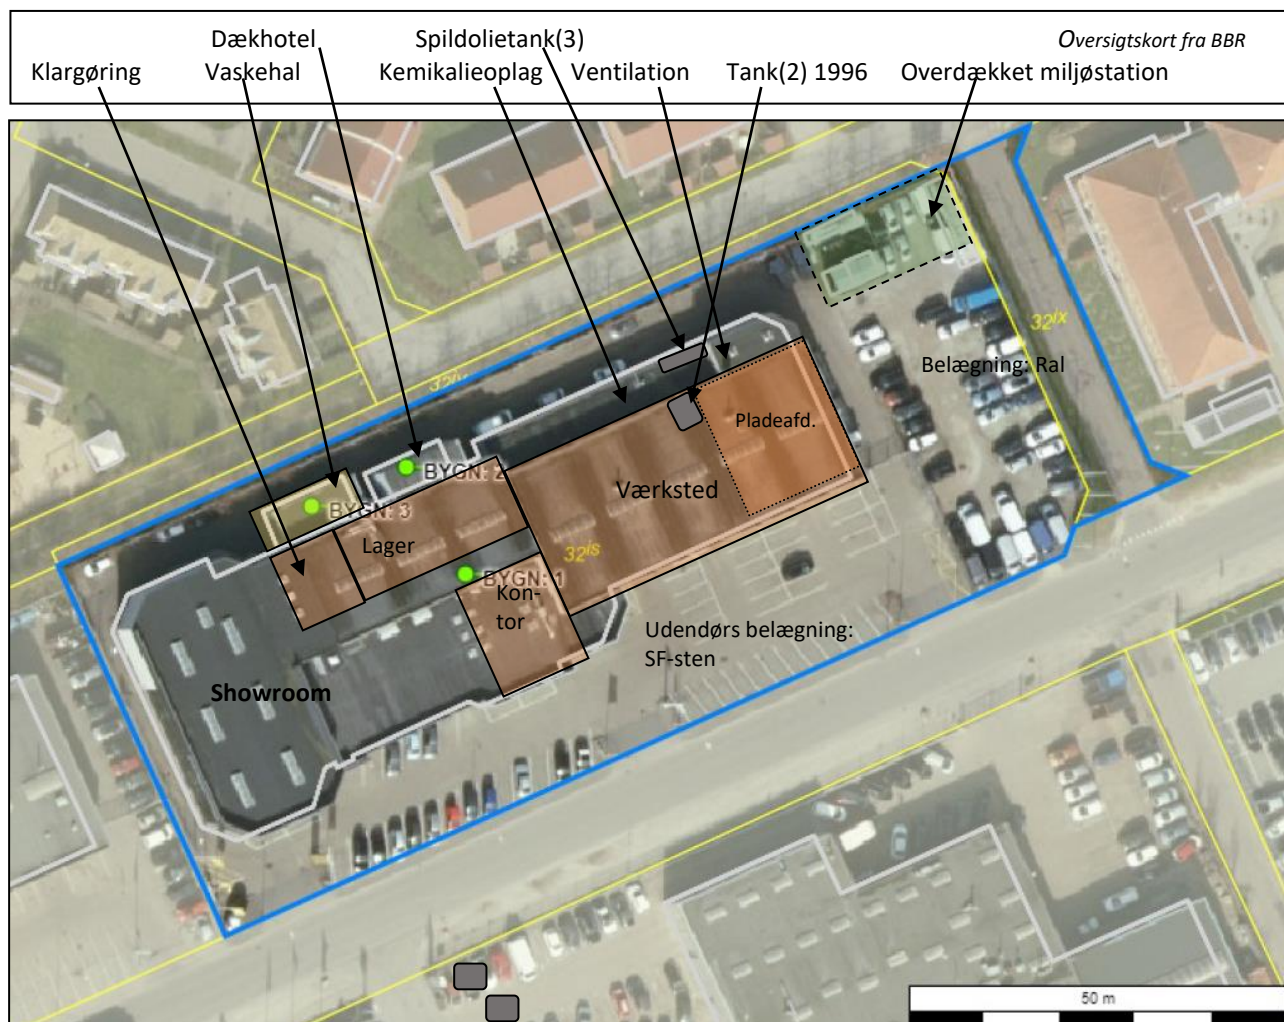 Dækhotel Spildolietank(3) Oversigtskort fra BBR
Klargøring Vaskehal Kemikalieoplag Ventilation Tank(2) 1996 Overdækket miljøstation
32ix
Belægning: Ral
32iv
Pladeafd.
BYGN: 2
Værksted
BYGN: 3
Lager
32is
BYGN: 1
Kon-
tor
Udendørs belægning:
SF-sten
Showroom
50 m